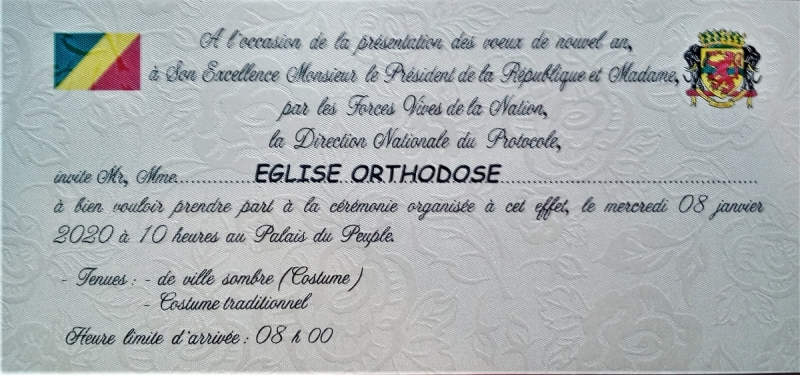 A l'occasion de la présentation des voeux de nouvel an,
à Son Excellence Monsieur le Président de la République et Madame,
par les Forces Vives de la Nation,
la Direction Nationale du Protocole,
invite Mr, Mme....................EGLISE ORTHODOSE....................................................
à bien vouloir prendre part à la cérémonie organisée à cet effet, le mercredi 08 janvier
2020 à 10 heures au Palais du Peuple.
- Tenues : - de ville sombre (Costume)
- Costume traditionnel
Heure limite d'arrivée : 08 h 00